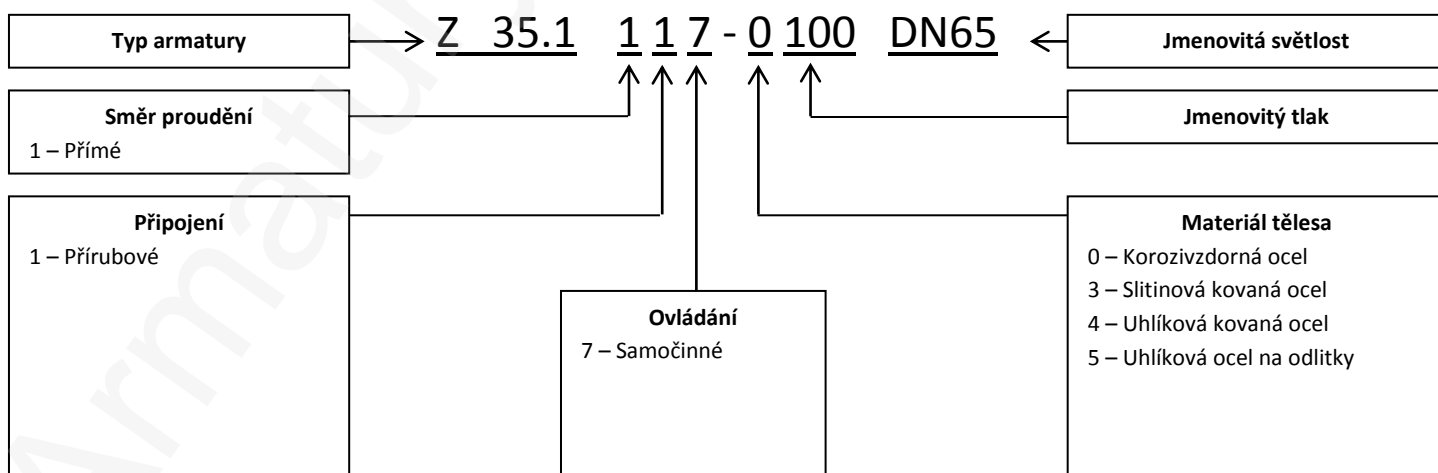 Typ armatury
Z 35.1 1 1 7 - 0 100 DN65
Jmenovitá světlost
Směr proudění
1 – Přímé
Jmenovitý tlak
Připojení
1 – Přírubové
Ovládání
7 – Samočinné
Materiál tělesa
0 – Korozivzdorná ocel
3 – Slitinová kovaná ocel
4 – Uhlíková kovaná ocel
5 – Uhlíková ocel na odlitky
Armatury